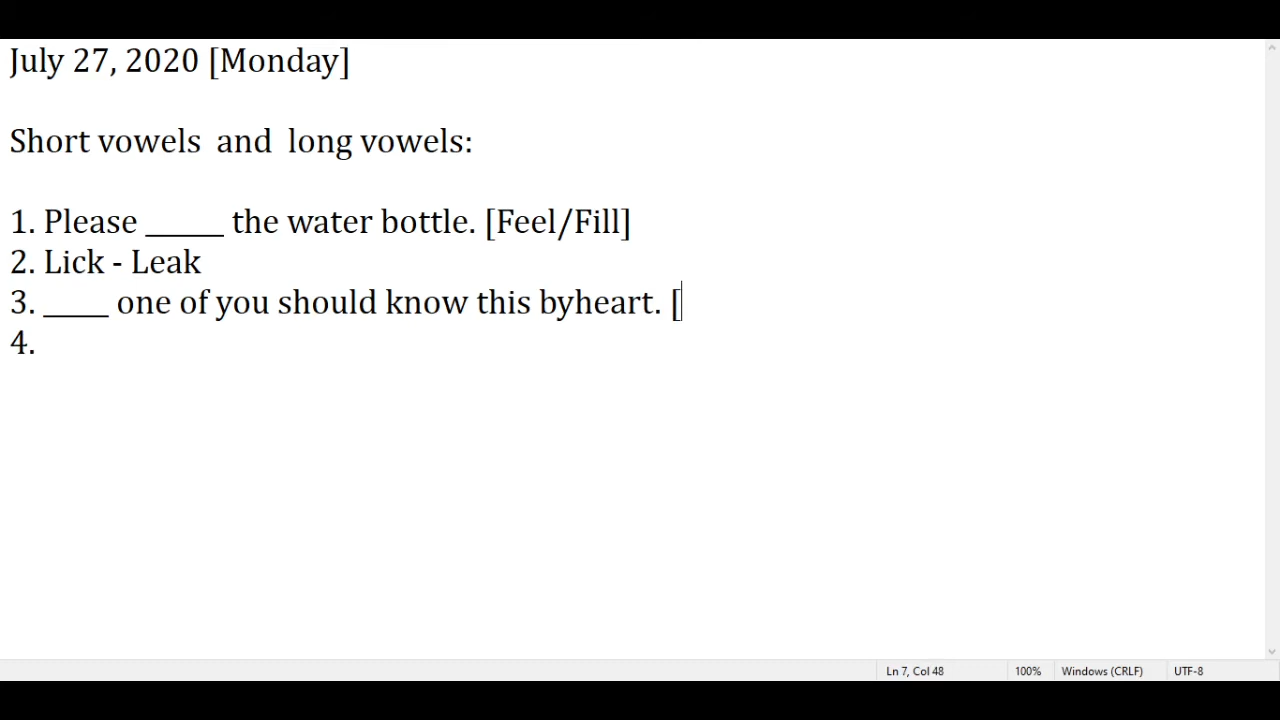 July 27, 2020 [Monday]
Short vowels  and  long vowels:
1. Please ______ the water bottle. [Feel/Fill]
2. Lick - Leak
3. _____ one of you should know this byheart. [
4.
Ln 7, Col 48
100%
Windows (CRLF)
UTF-8